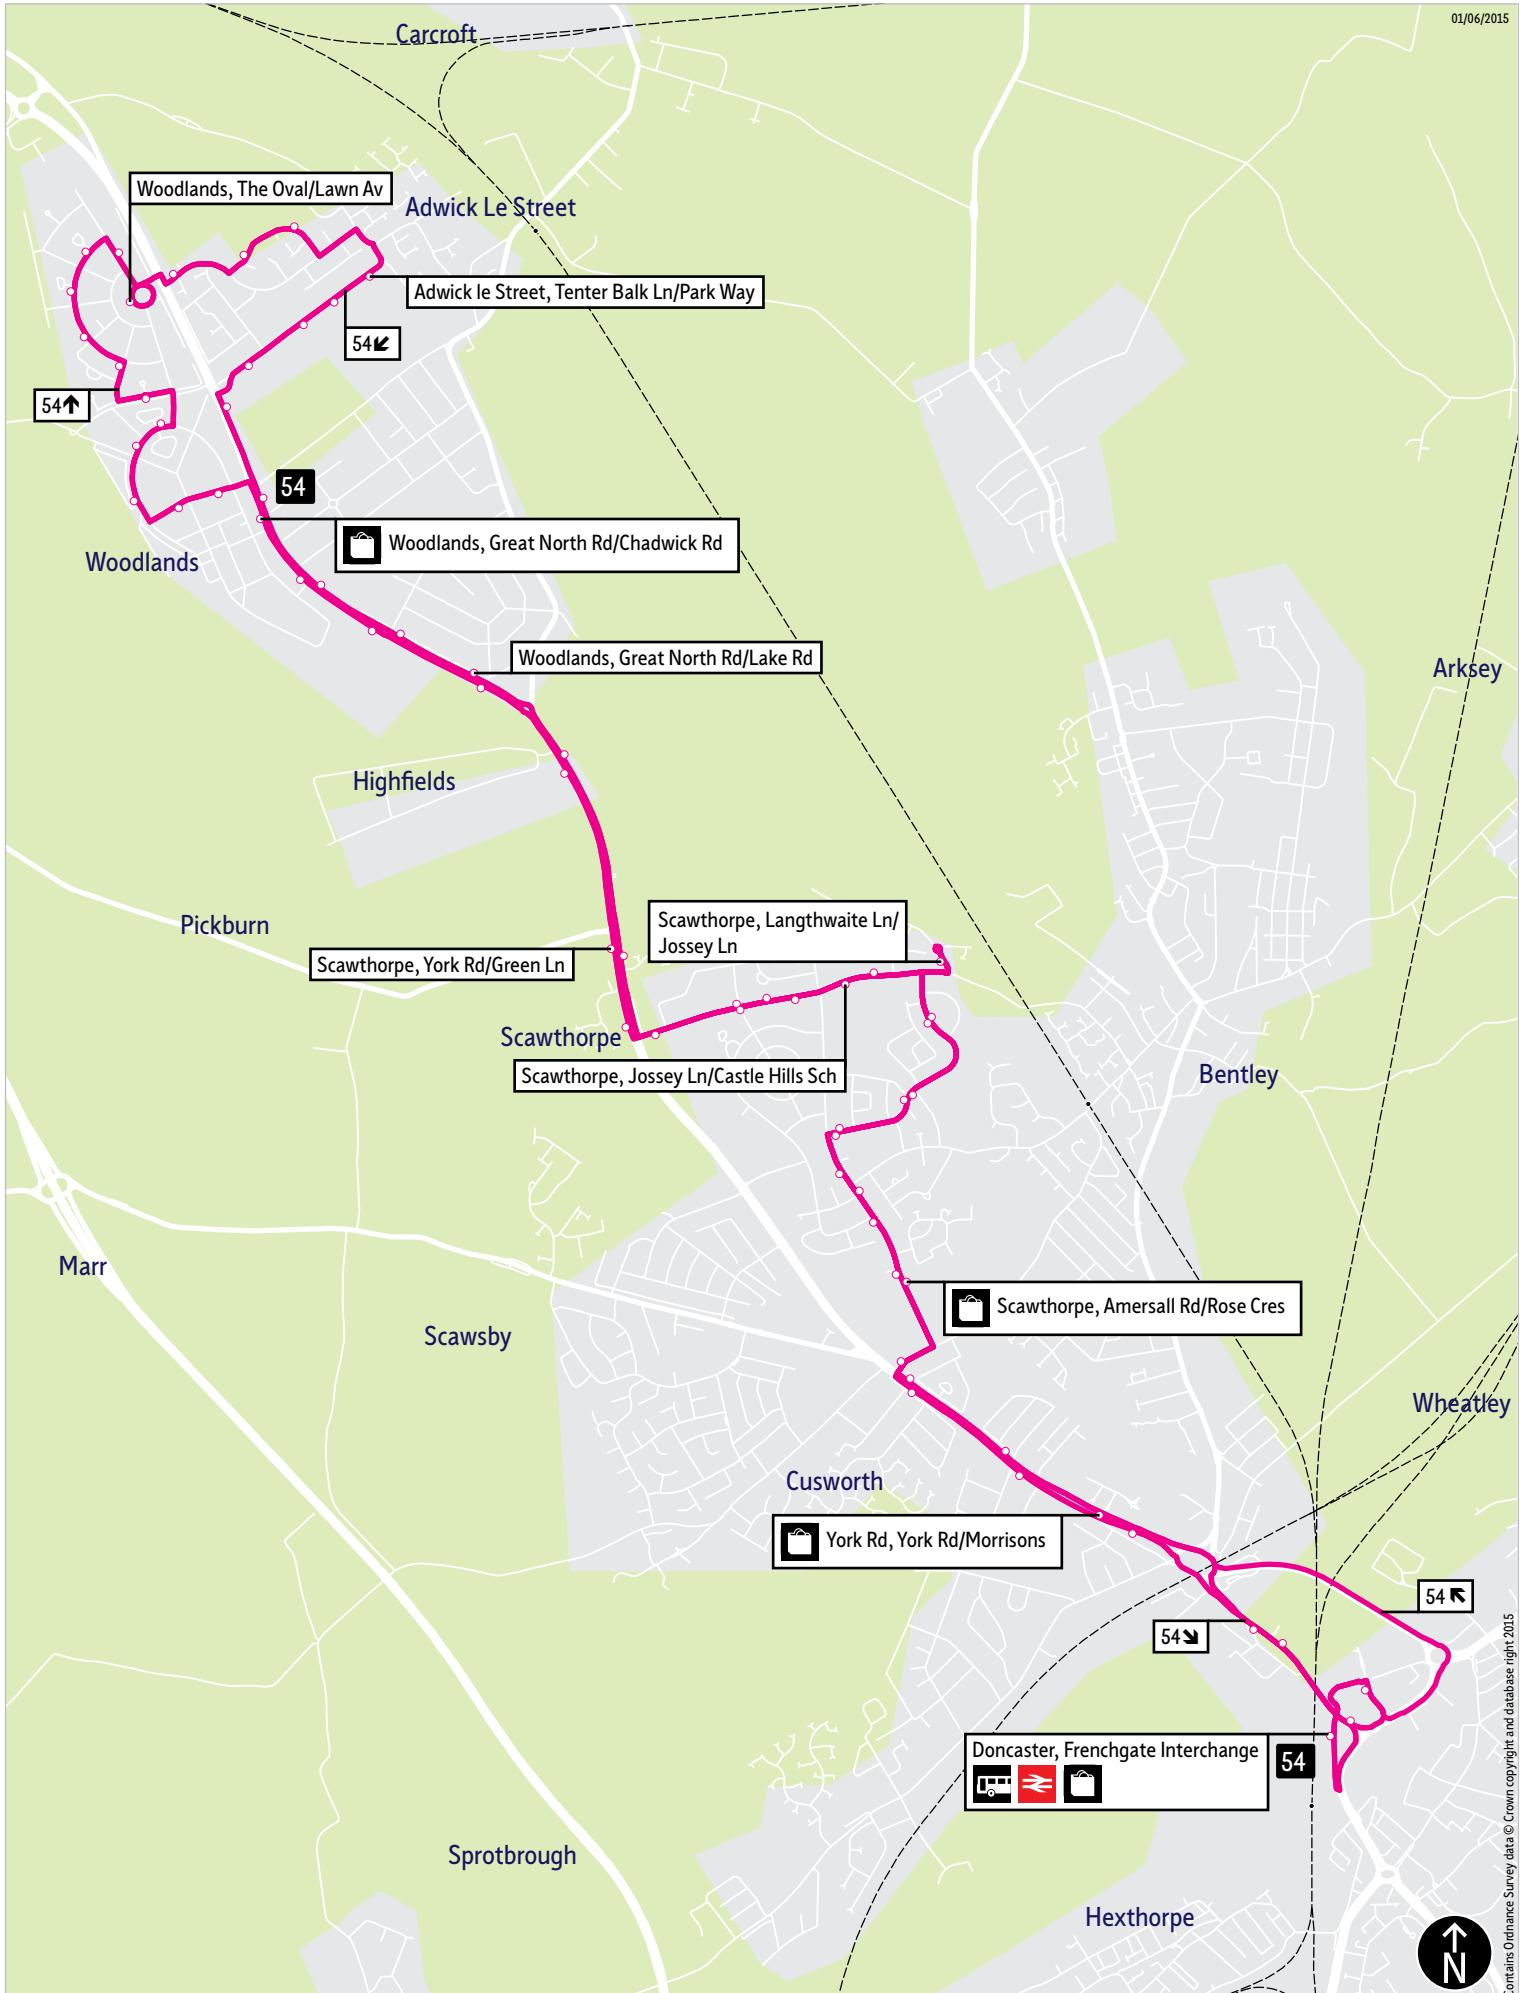 01/06/2015
Carcroft
Woodlands, The Oval/Lawn Av
Adwick Le Street
Adwick le Street, Tenter Balk Ln/Park Way
54
54
54
Woodlands, Great North Rd/Chadwick Rd
Woodlands
Woodlands, Great North Rd/Lake Rd
Arksey
Highfields
Pickburn
Scawthorpe, Langthwaite Ln/
Jossey Ln
Scawthorpe, York Rd/Green Ln
Scawthorpe
Scawthorpe, Jossey Ln/Castle Hills Sch
Bentley
Marr
Scawthorpe, Amersall Rd/Rose Cres
Scawsby
Wheatley
Cusworth
York Rd, York Rd/Morrisons
54
54
Doncaster, Frenchgate Interchange
54
Sprotbrough
Hexthorpe
N
ontains Ordnance Survey data © Crown copyright and database right 2015